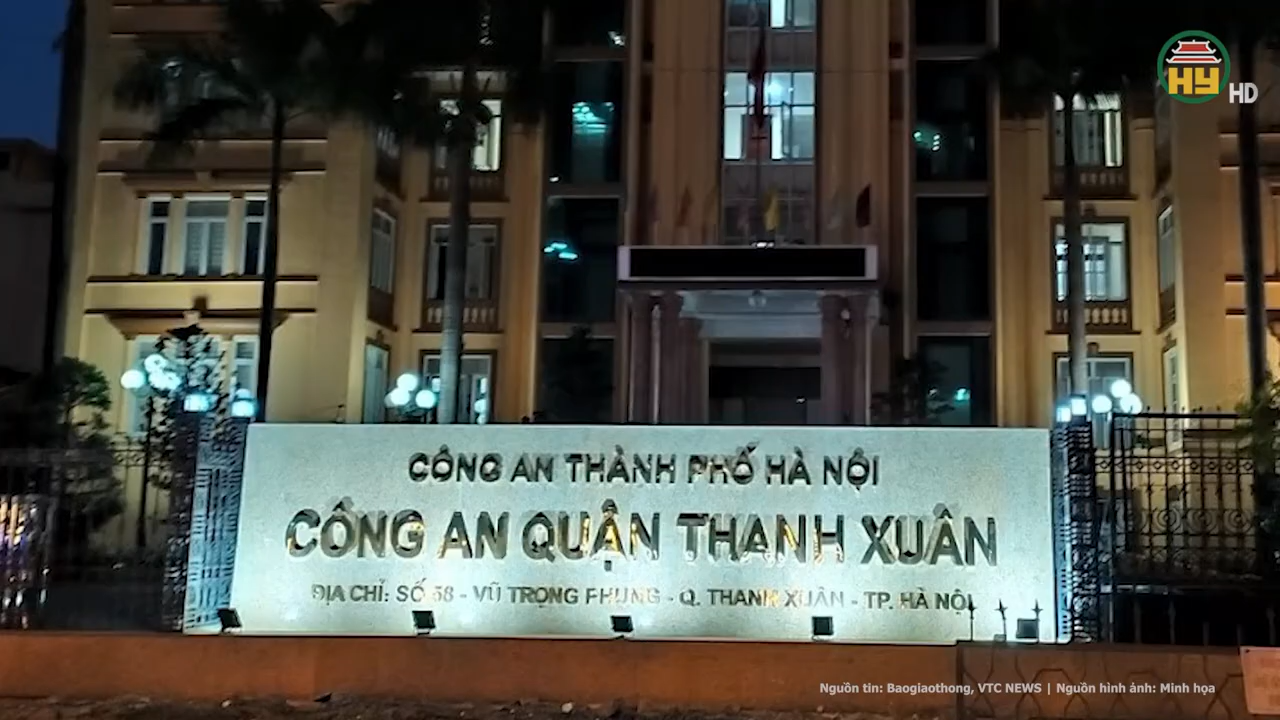 HY HD
CÔNG AN THÀNH PHỐ HÀ NỘI
CÔNG AN QUẬN THANH XUÂN
ĐỊA CHỈ: SỐ 58 - VŨ TRỌNG PHỤNG - Q. THANH XUÂN - TP. HÀ NỘI
Nguồn tin: Baogiaothong, VTC NEWS | Nguồn hình ảnh: Minh họa